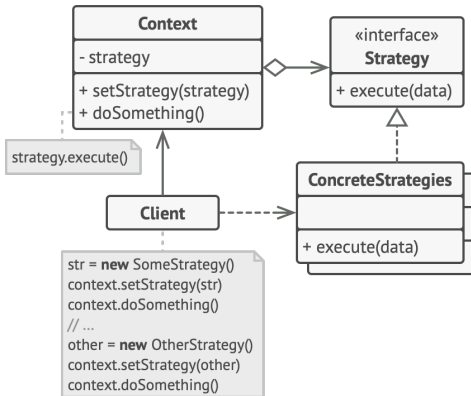 Context
- strategy
+ setStrategy(strategy)
+ doSomething()
«interface»
Strategy
+ execute(data)
strategy.execute()
Client
ConcreteStrategies
+ execute(data)
str = new SomeStrategy()
context.setStrategy(str)
context.doSomething()
// ...
other = new OtherStrategy()
context.setStrategy(other)
context.doSomething()